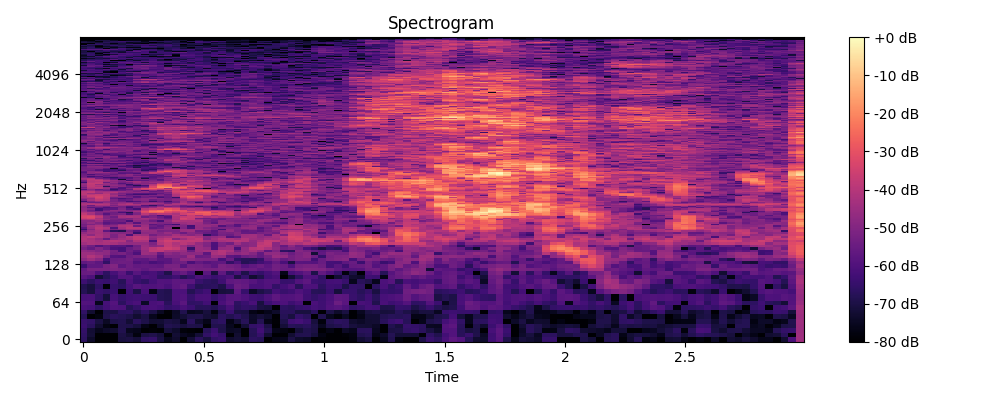 Spectrogram
+0 dB
4096
-10 dB
2048
-20 dB
1024
-30 dB
Hz
512
-40 dB
256
-50 dB
128
-60 dB
64
-70 dB
0
-80 dB
0
0.5
1
1.5
2
2.5
Time